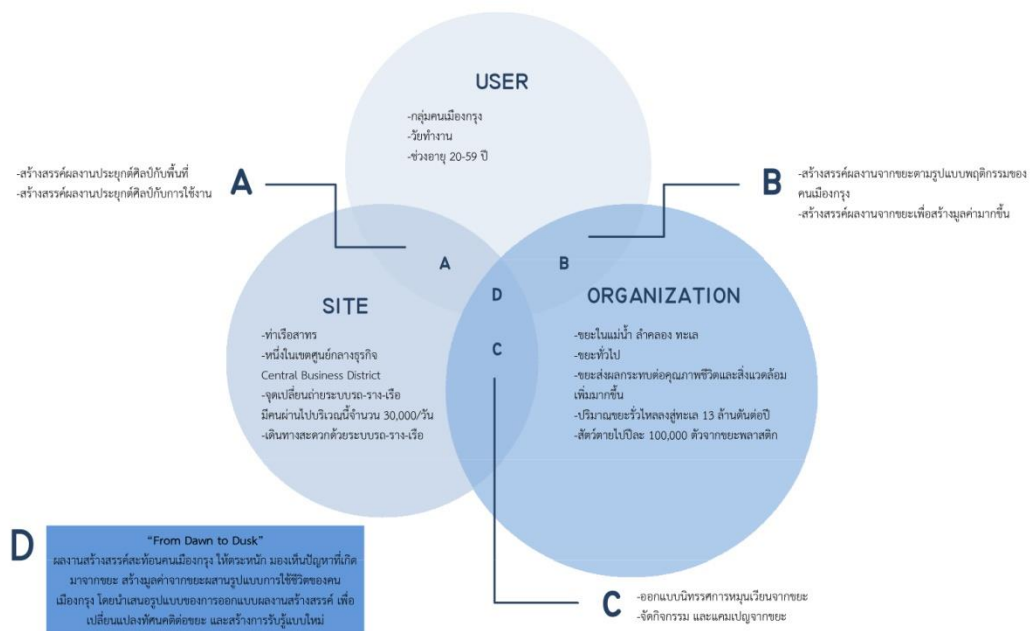 USER
-กลุ่มคนเมืองกรุง
-วัยทำงาน
-ช่วงอายุ 20-59 ปี
A
-สร้างสรรค์ผลงานประยุกต์ศิลป์กับพื้นที่
-สร้างสรรค์ผลงานประยุกต์ศิลป์กับการใช้งาน
B
-สร้างสรรค์ผลงานจากขยะตามรูปแบบพฤติกรรมของ
คนเมืองกรุง
-สร้างสรรค์ผลงานจากขยะเพื่อสร้างมูลค่ามากขึ้น
A
B
D
C
SITE
-ท่าเรือสาทร
-หนึ่งในเขตศูนย์กลางธุรกิจ
Central Business District
-จุดเปลี่ยนถ่ายระบบรถ-ราง-เรือ
มีคนผ่านไปบริเวณนี้จำนวน 30,000/วัน
-เดินทางสะดวกด้วยระบบรถ-ราง-เรือ
ORGANIZATION
-ขยะในแม่น้ำ ลำคลอง ทะเล
-ขยะทั่วไป
-ขยะส่งผลกระทบต่อคุณภาพชีวิตและสิ่งแวดล้อม
เพิ่มมากขึ้น
-ปริมาณขยะรั่วไหลลงสู่ทะเล 13 ล้านตันต่อปี
-สัตว์ตายไปปีละ 100,000 ตัวจากขยะพลาสติก
D
"From Dawn to Dusk"
ผลงานสร้างสรรค์สะท้อนคนเมืองกรุง ให้ตระหนัก มองเห็นปัญหาที่เกิด
มาจากขยะ สร้างมูลค่าจากขยะผสานรูปแบบการใช้ชีวิตของคน
เมืองกรุง โดยนำเสนอรูปแบบของการออกแบบผลงานสร้างสรรค์ เพื่อ
เปลี่ยนแปลงทัศนคติต่อขยะ และสร้างการรับรู้แบบใหม่
C
-ออกแบบนิทรรศการหมุนเวียนจากขยะ
-จัดกิจกรรม และแคมเปญจากขยะ